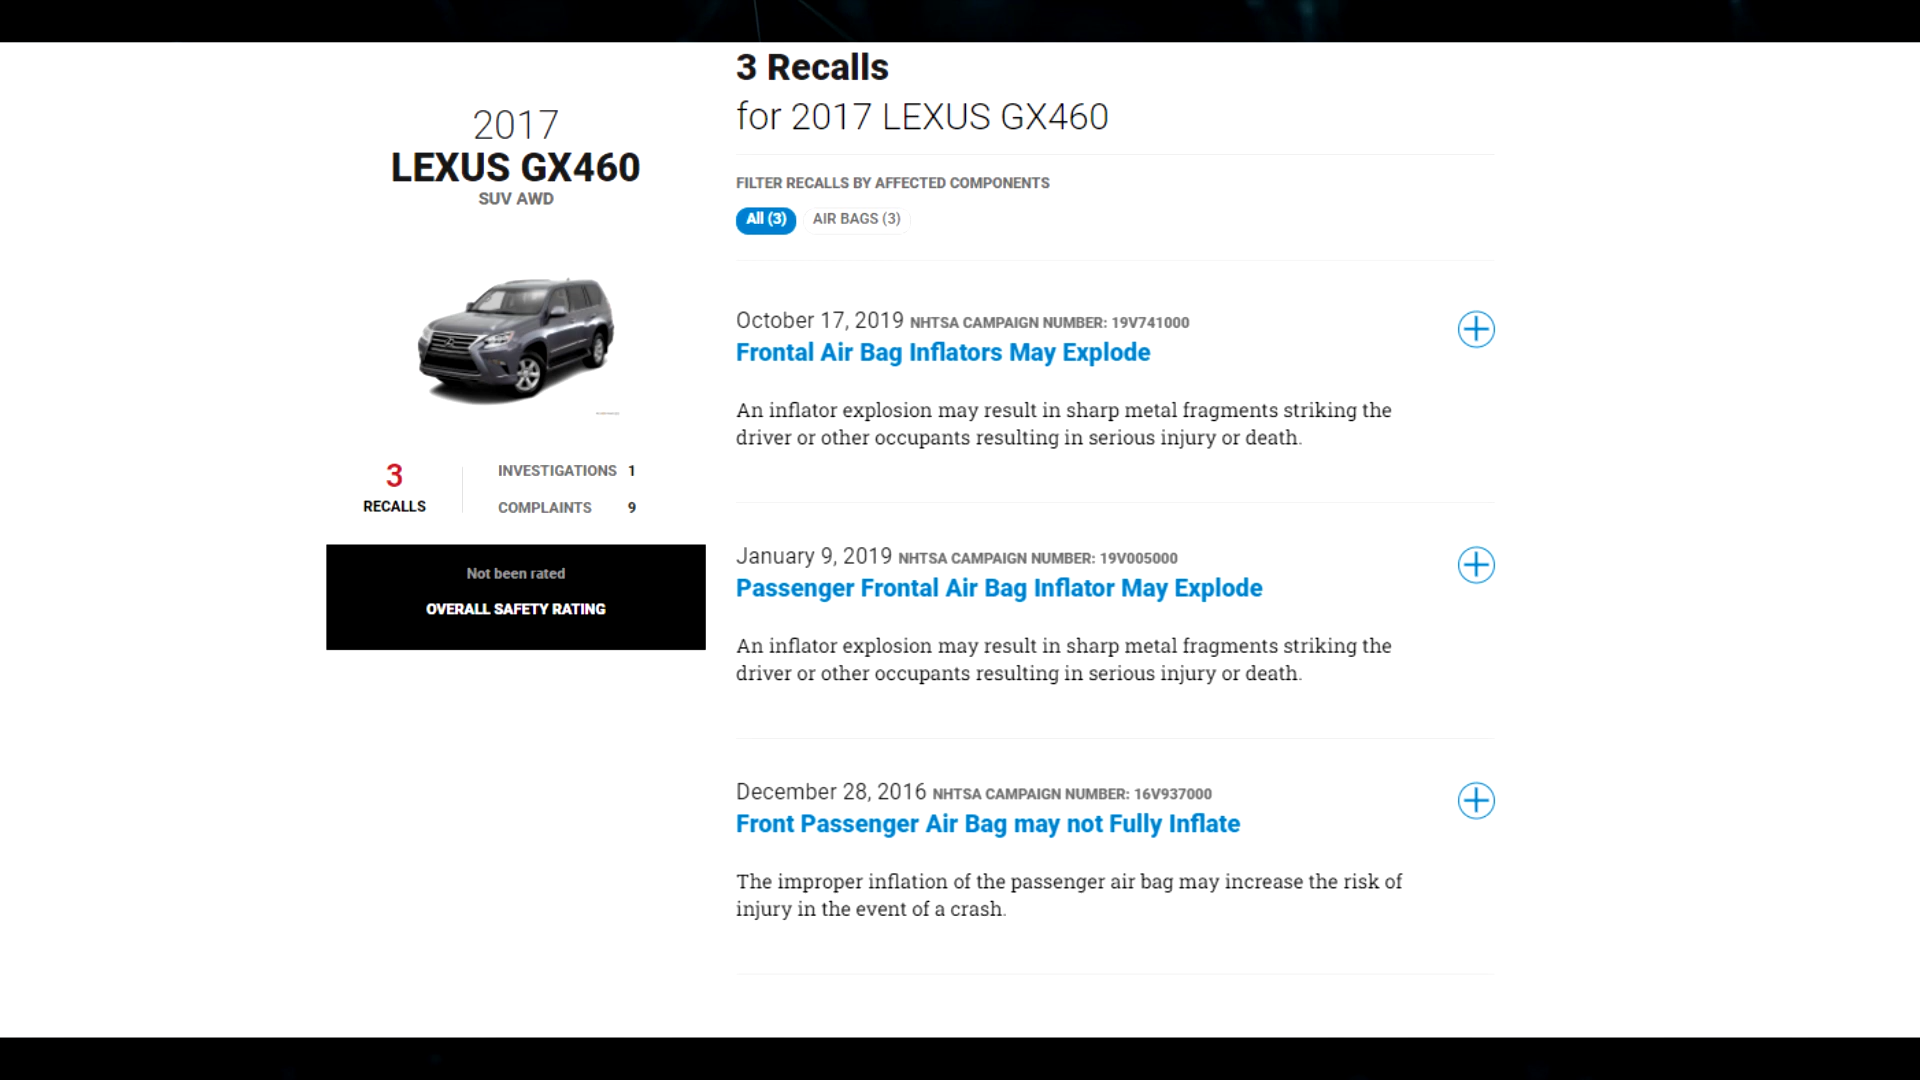 2017
LEXUS GX460
SUV AWD
3
RECALLS
INVESTIGATIONS 1
COMPLAINTS 9
Not been rated
OVERALL SAFETY RATING
3 Recalls
for 2017 LEXUS GX460
FILTER RECALLS BY AFFECTED COMPONENTS
All (3) AIR BAGS (3)
October 17, 2019 NHTSA CAMPAIGN NUMBER: 19V741000
Frontal Air Bag Inflators May Explode
An inflator explosion may result in sharp metal fragments striking the
driver or other occupants resulting in serious injury or death.
January 9, 2019 NHTSA CAMPAIGN NUMBER: 19V005000
Passenger Frontal Air Bag Inflator May Explode
An inflator explosion may result in sharp metal fragments striking the
driver or other occupants resulting in serious injury or death.
December 28, 2016 NHTSA CAMPAIGN NUMBER: 16V937000
Front Passenger Air Bag may not Fully Inflate
The improper inflation of the passenger air bag may increase the risk of
injury in the event of a crash.